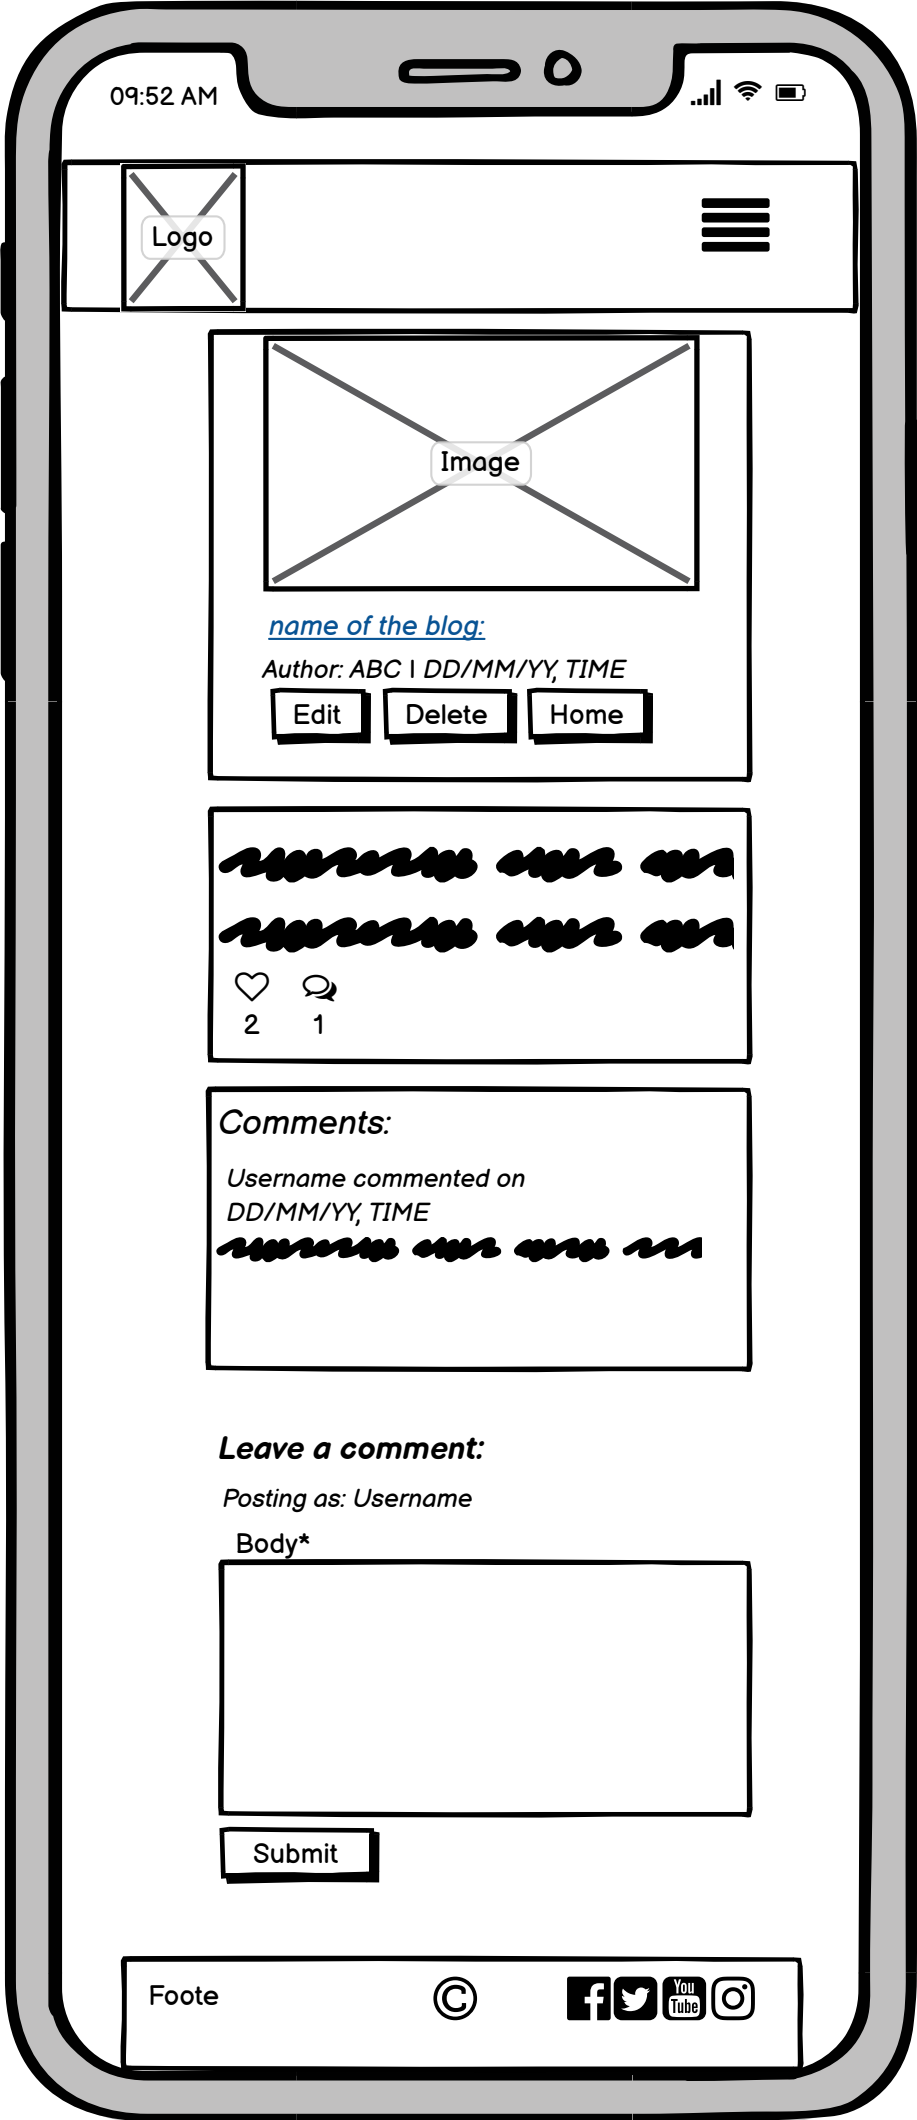 09:52 AM
Logo
Image
name of the blog:
Author: ABC | DD/MM/YY, TIME
Edit Delete Home
2 1
Comments:
Username commented on
DD/MM/YY, TIME
Leave a comment:
Posting as: Username
Body*
Submit
Foote © You Tube